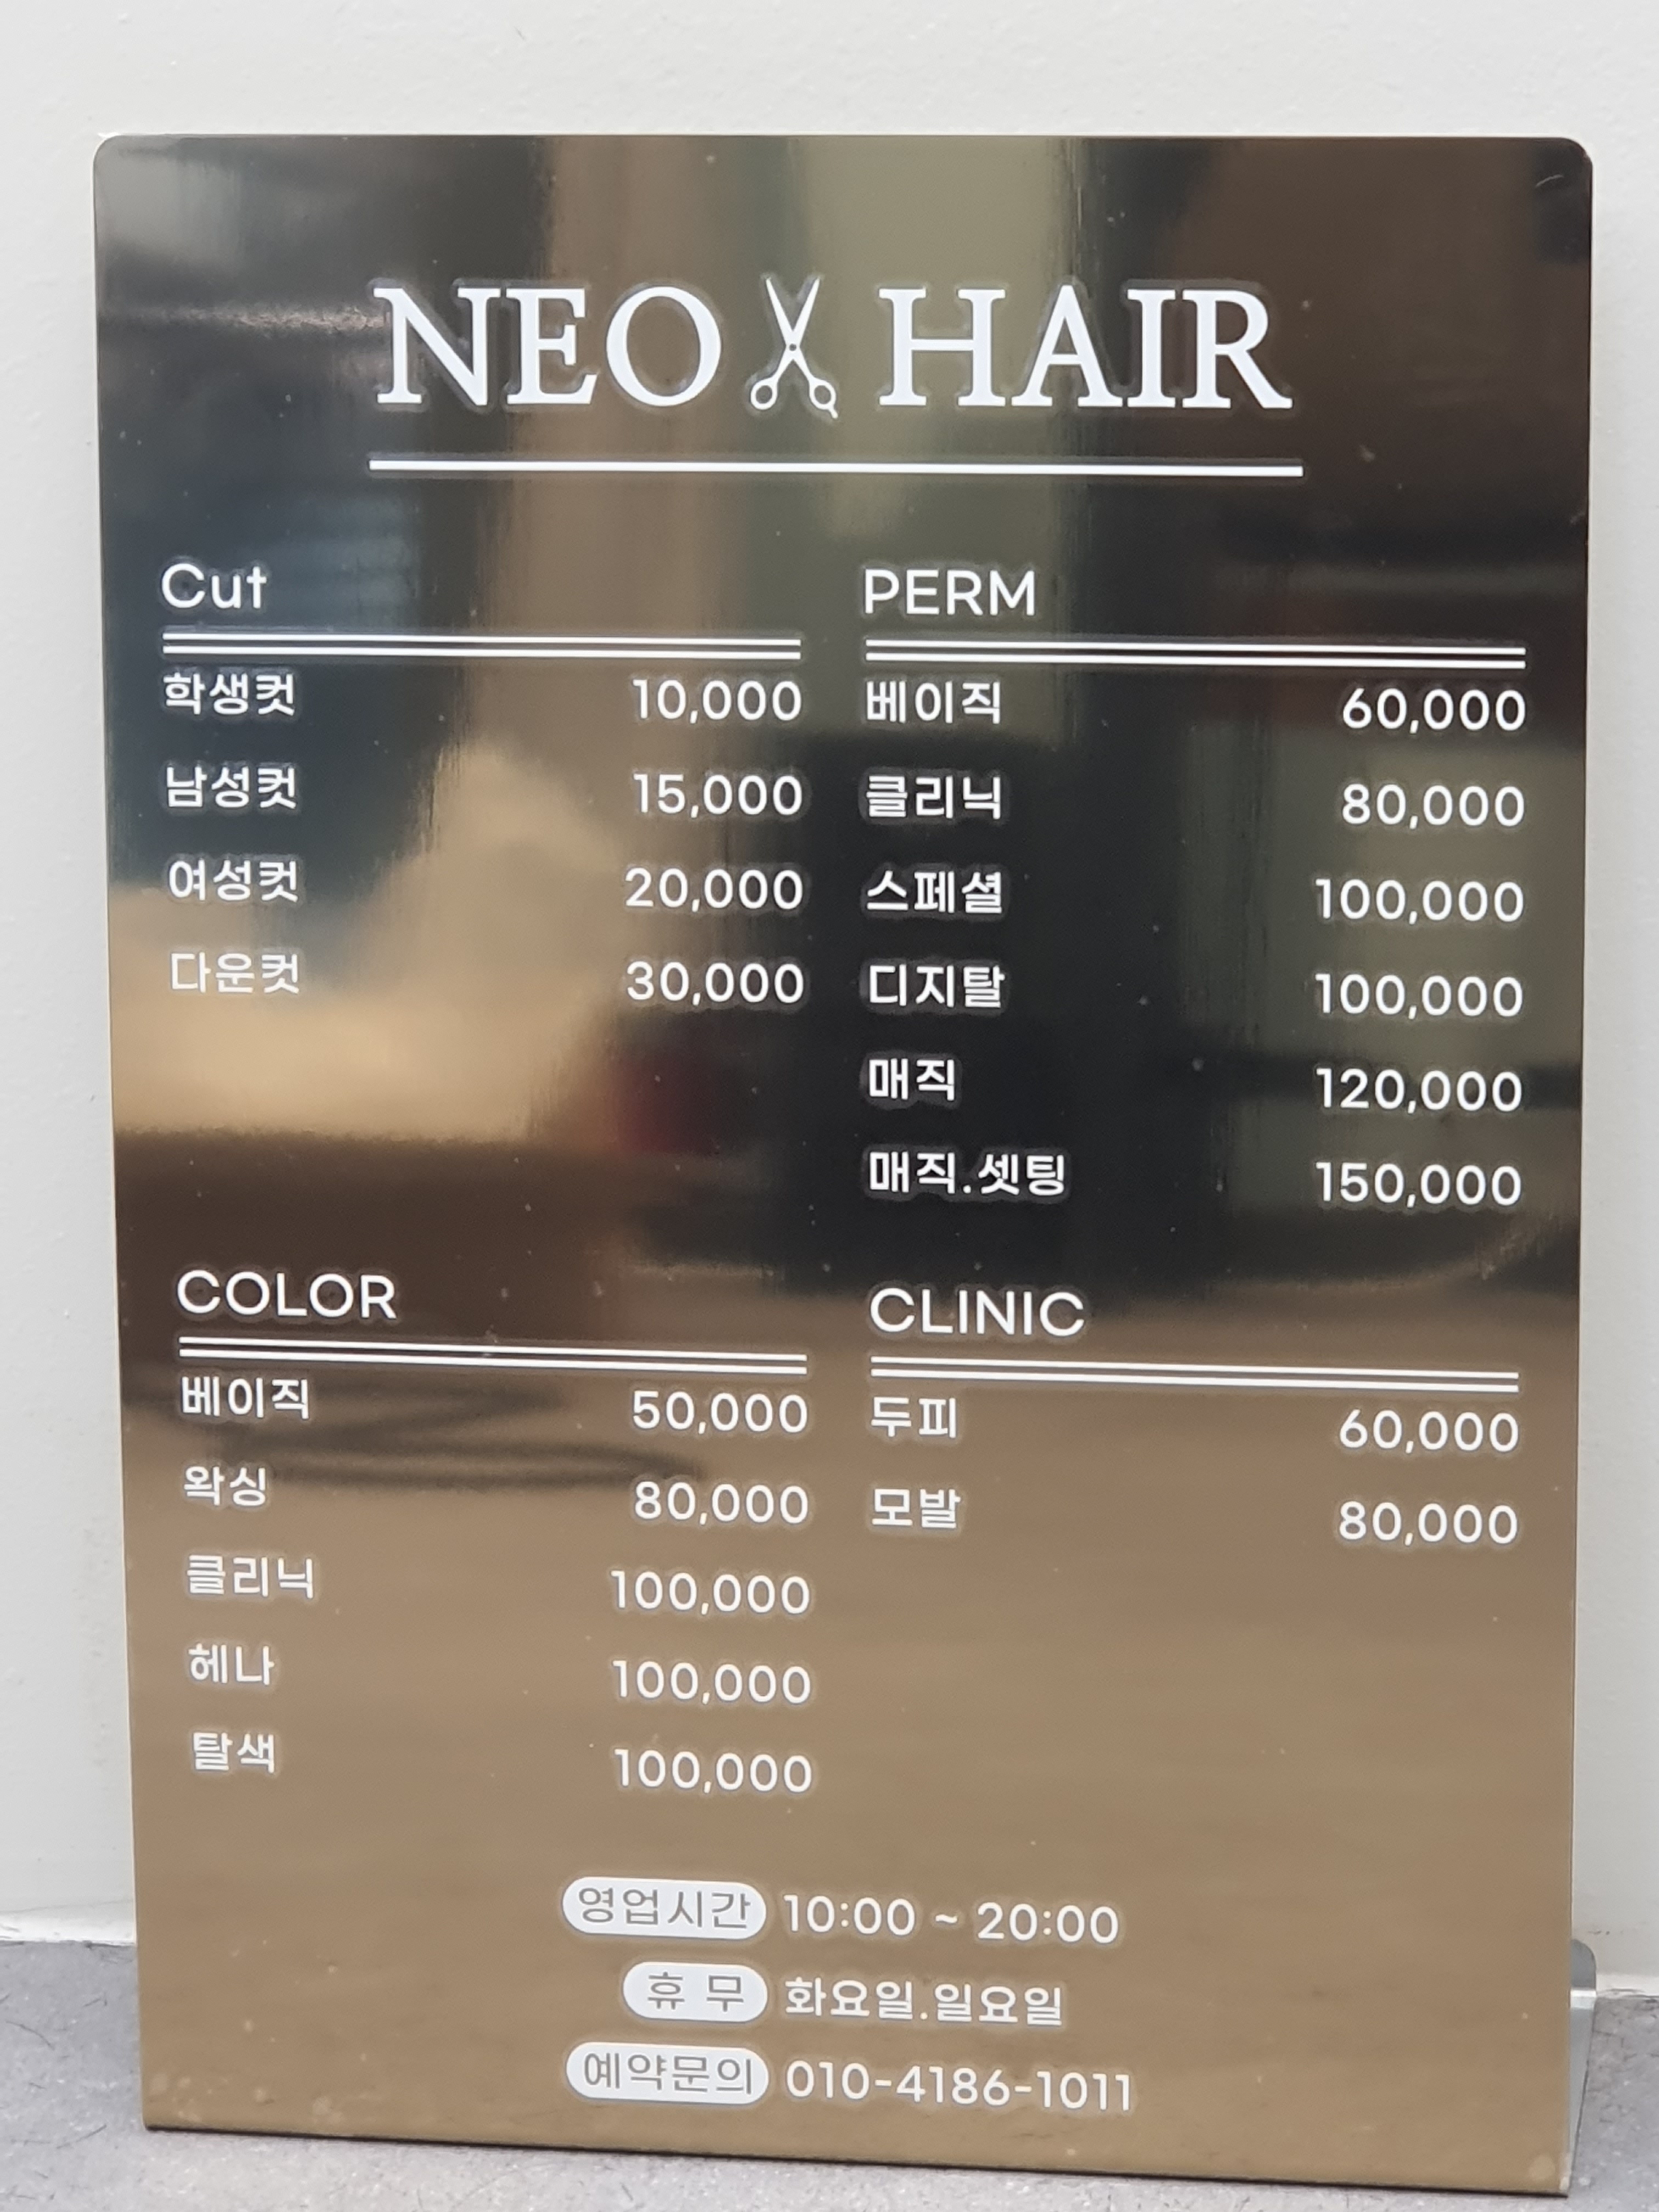 NEO HAIR
Cut
학생컷 10,000
남성컷 15,000
여성컷 20,000
다운컷 30,000
PERM
베이직 60,000
클리닉 80,000
스페셜 100,000
디지탈 100,000
매직 120,000
매직.셋팅 150,000
COLOR
베이직 50,000
왁싱 80,000
클리닉 100,000
헤나 100,000
탈색 100,000
CLINIC
두피 60,000
모발 80,000
영업시간 10:00 ~ 20:00
휴 무 화요일.일요일
예약문의 010-4186-1011